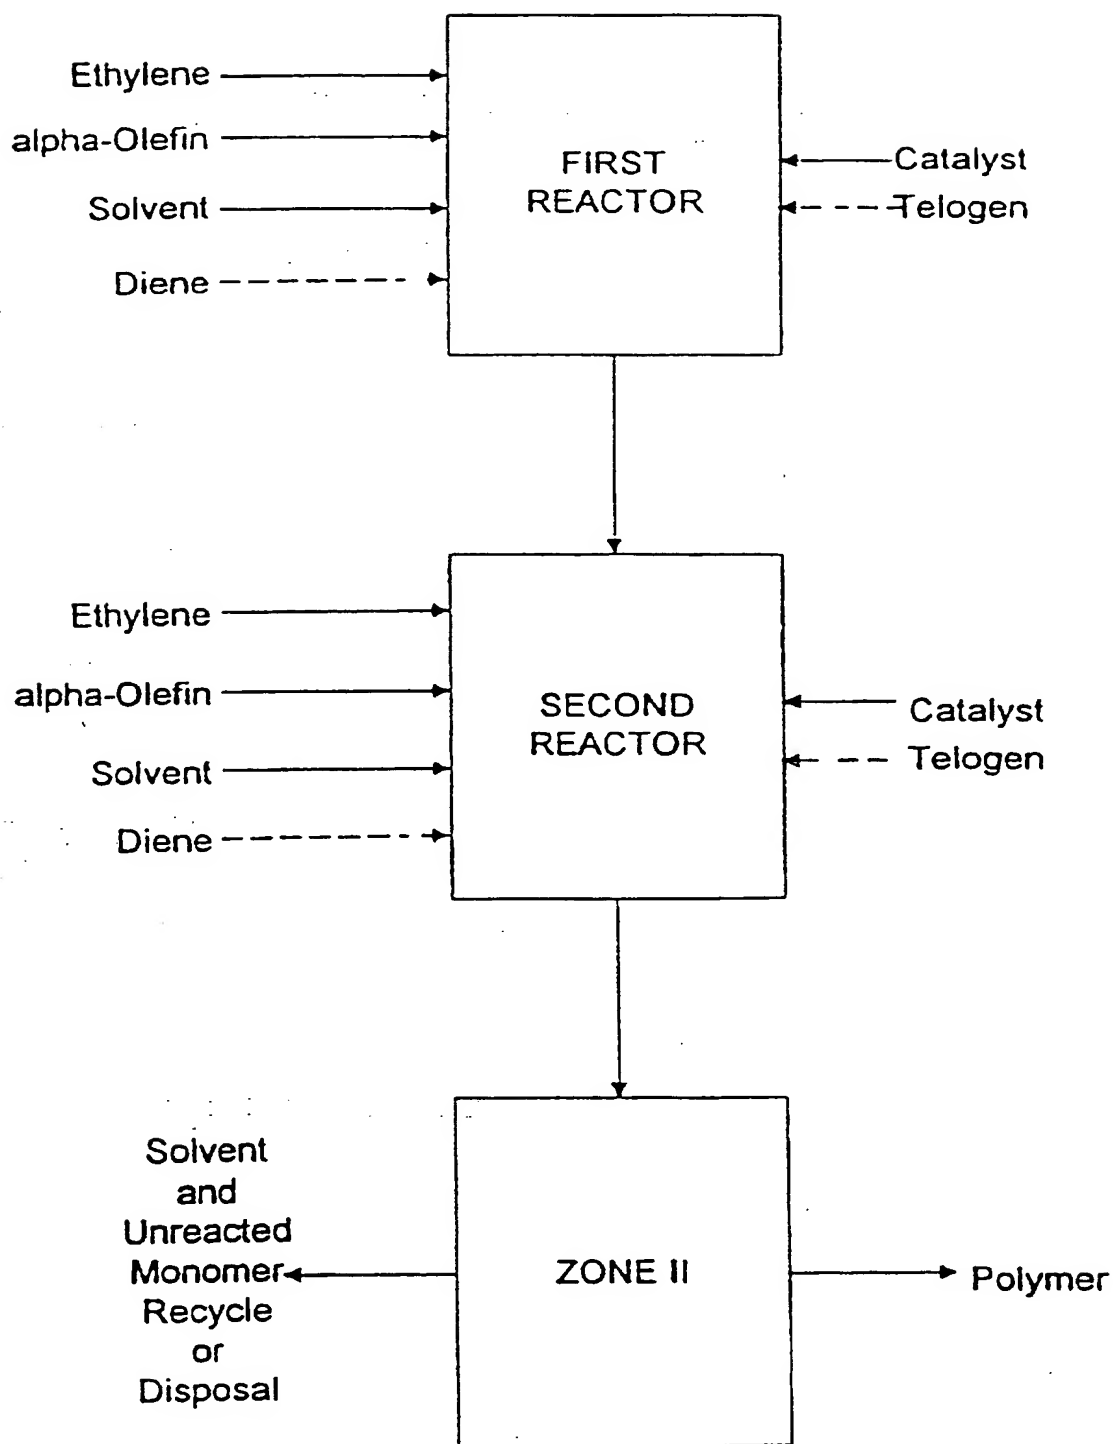 Ethylene
alpha-Olefin
Solvent
Diene
FIRST
REACTOR
Catalyst
Telogen
Ethylene
alpha-Olefin
Solvent
Diene
SECOND
REACTOR
Catalyst
Telogen
Solvent
and
Unreacted
Monomer
Recycle
or
Disposal
ZONE II
Polymer